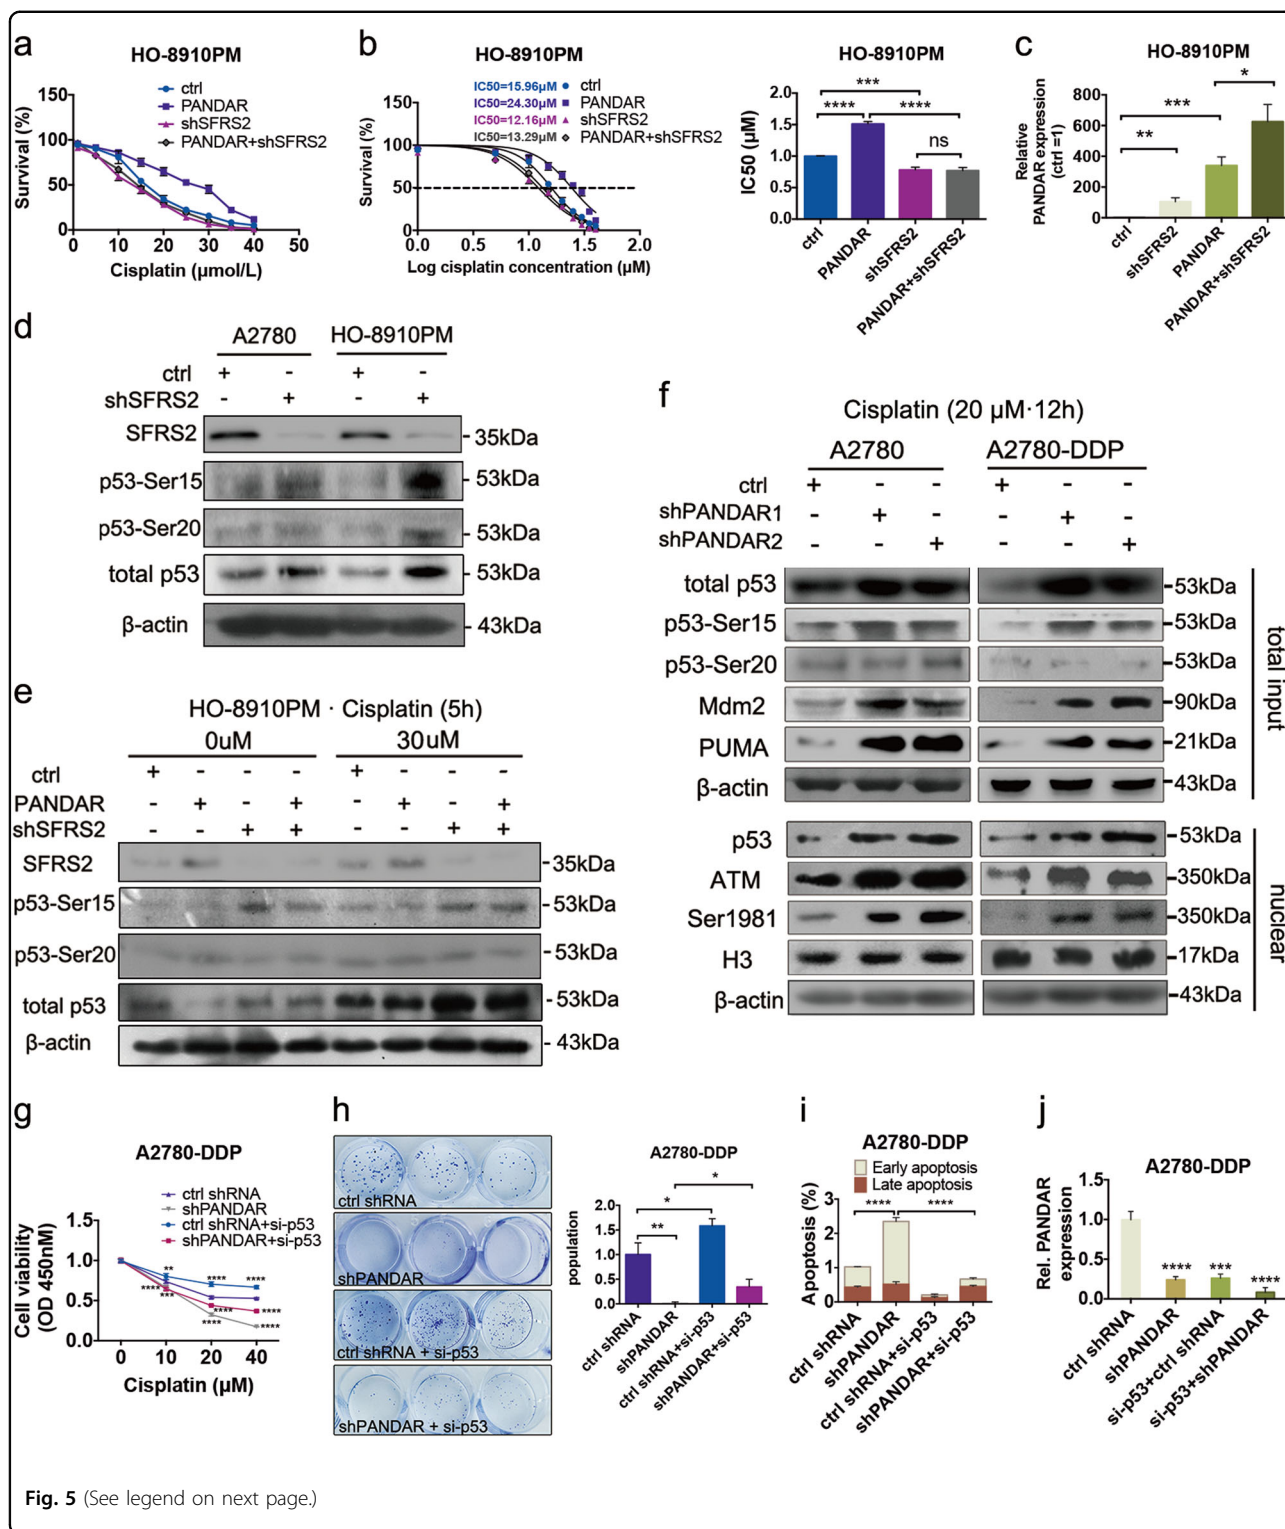 a
HO-8910PM
ctrl
PANDAR
shSFRS2
PANDAR+shSFRS2
Survival (%)
150
100
50
0
0 10 20 30 40 50
Cisplatin (μmol/L)
b
HO-8910PM
IC50=15.96μM ctrl
IC50=24.30μM PANDAR
IC50=12.16μM shSFRS2
IC50=13.29μM PANDAR+shSFRS2
Survival (%)
150
100
50
0
0.0 0.5 1.0 1.5 2.0
Log cisplatin concentration (μM)
HO-8910PM
IC50 (μM)
2.0
1.5
1.0
0.5
0.0
***
**** ****
ns
ctrl
PANDAR
shSFRS2
PANDAR+shSFRS2
c
HO-8910PM
Relative
PANDAR expression
(ctrl =1)
800
600
400
200
0
*
***
**
ctrl
shSFRS2
PANDAR
PANDAR+shSFRS2
d
A2780 HO-8910PM
ctrl + - + -
shSFRS2 - + - +
SFRS2 - 35kDa
p53-Ser15 - 53kDa
p53-Ser20 - 53kDa
total p53 - 53kDa
β-actin - 43kDa
e
HO-8910PM · Cisplatin (5h)
0uM 30uM
ctrl + - - - + - - -
PANDAR - + - + - + - +
shSFRS2 - - + + - - + +
SFRS2 - 35kDa
p53-Ser15 - 53kDa
p53-Ser20 - 53kDa
total p53 - 53kDa
β-actin - 43kDa
f
Cisplatin (20 μM·12h)
A2780 A2780-DDP
ctrl + - - + - -
shPANDAR1 - + - - + -
shPANDAR2 - - + - - +
total p53 -53kDa
p53-Ser15 -53kDa
p53-Ser20 -53kDa
Mdm2 -90kDa
PUMA -21kDa
β-actin -43kDa
total input
p53 -53kDa
ATM -350kDa
Ser1981 -350kDa
H3 -17kDa
β-actin -43kDa
nuclear
g
A2780-DDP
ctrl shRNA
shPANDAR
ctrl shRNA+si-p53
shPANDAR+si-p53
Cell viability
(OD 450nM)
1.5
1.0
0.5
0.0
** **** ****
**** *** **** ****
**** ****
0 10 20 40
Cisplatin (μM)
h
ctrl shRNA
shPANDAR
ctrl shRNA + si-p53
shPANDAR + si-p53
A2780-DDP
population
2.0
1.5
1.0
0.5
0.0
*
*
**
ctrl shRNA
shPANDAR
ctrl shRNA+si-p53
shPANDAR+si-p53
i
A2780-DDP
Early apoptosis
Late apoptosis
Apoptosis (%)
3
2
1
0
**** ****
ctrl shRNA
shPANDAR
ctrl shRNA+si-p53
shPANDAR+si-p53
j
A2780-DDP
Rel. PANDAR
expression
1.5
1.0
0.5
0.0
**** *** ****
ctrl shRNA
shPANDAR
si-p53+ctrl shRNA
si-p53+shPANDAR
Fig. 5 (See legend on next page.)